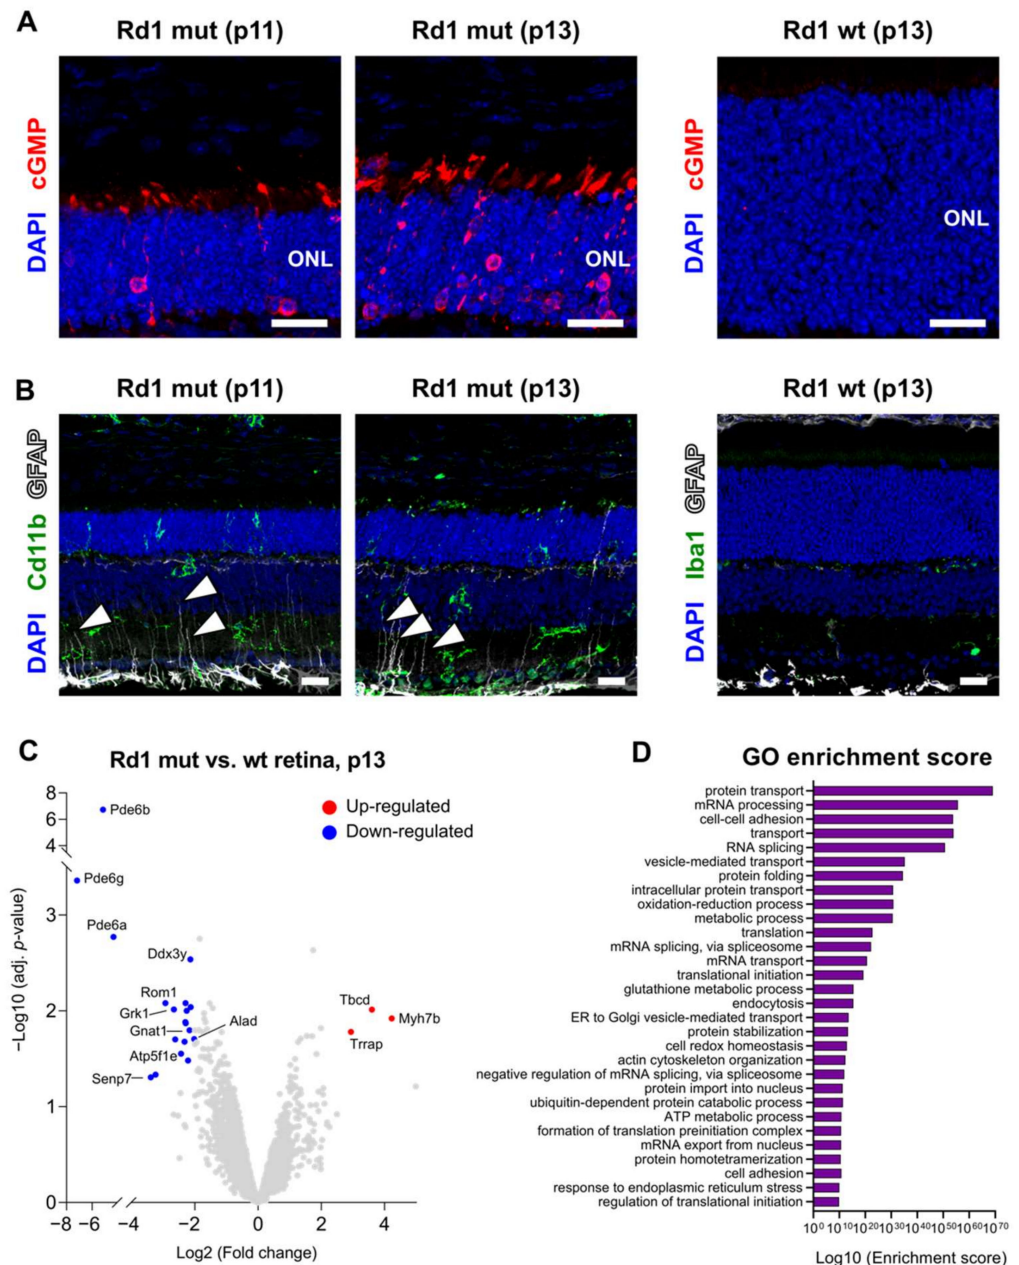 A
Rd1 mut (p11)
Rd1 mut (p13)
Rd1 wt (p13)
DAPI cGMP
ONL
ONL
DAPI cGMP
ONL
B
Rd1 mut (p11)
Rd1 mut (p13)
Rd1 wt (p13)
DAPI Cd11b GFAP
DAPI Iba1 GFAP
C
Rd1 mut vs. wt retina, p13
−Log10 (adj. p-value)
8
6
4
3
2
1
0
Pde6b
Up-regulated
Down-regulated
Pde6g
Pde6a
Ddx3y
Rom1
Grk1
Gnat1
Alad
Atp5f1e
Senp7
Tbcd
Myh7b
Trrap
−8 −6 −4 −2 0 2 4
Log2 (Fold change)
D
GO enrichment score
protein transport
mRNA processing
cell-cell adhesion
transport
RNA splicing
vesicle-mediated transport
protein folding
intracellular protein transport
oxidation-reduction process
metabolic process
translation
mRNA splicing, via spliceosome
mRNA transport
translational initiation
glutathione metabolic process
endocytosis
ER to Golgi vesicle-mediated transport
protein stabilization
cell redox homeostasis
actin cytoskeleton organization
negative regulation of mRNA splicing, via spliceosome
protein import into nucleus
ubiquitin-dependent protein catabolic process
ATP metabolic process
formation of translation preinitiation complex
mRNA export from nucleus
protein homotetramerization
cell adhesion
response to endoplasmic reticulum stress
regulation of translational initiation
10⁰ 10¹⁰ 10²⁰ 10³⁰ 10⁴⁰ 10⁵⁰ 10⁶⁰ 10⁷⁰
Log10 (Enrichment score)